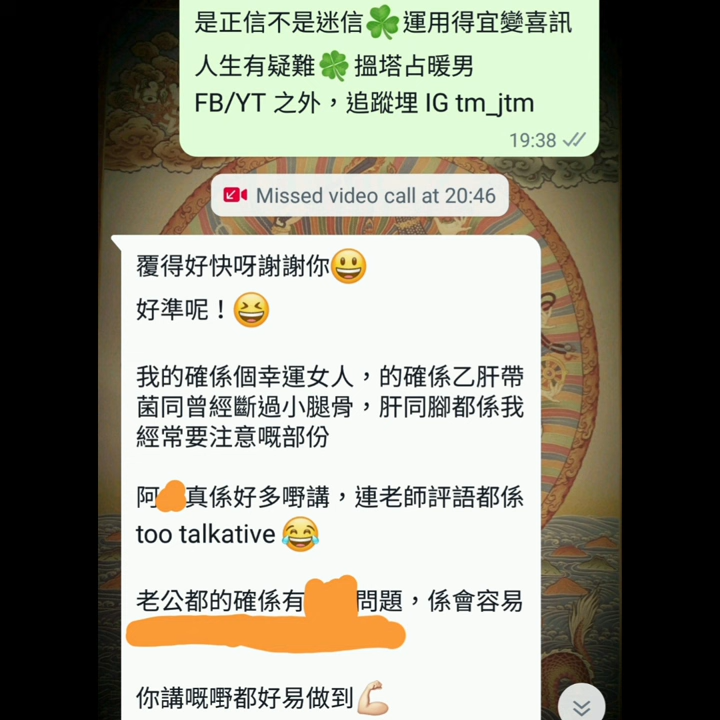 是正信不是迷信🍀運用得宜變喜訊
人生有疑難🍀搵塔占暖男
FB/YT 之外，追蹤埋 IG tm_jtm
19:38
Missed video call at 20:46
覆得好快呀謝謝你😃
好準呢！😆
我的確係個幸運女人，的確係乙肝帶
菌同曾經斷過小腿骨，肝同腳都係我
經常要注意嘅部份
阿真係好多嘢講，連老師評語都係
too talkative 😂
老公都的確係有問題，係會容易
你講嘅嘢都好易做到💪🏻